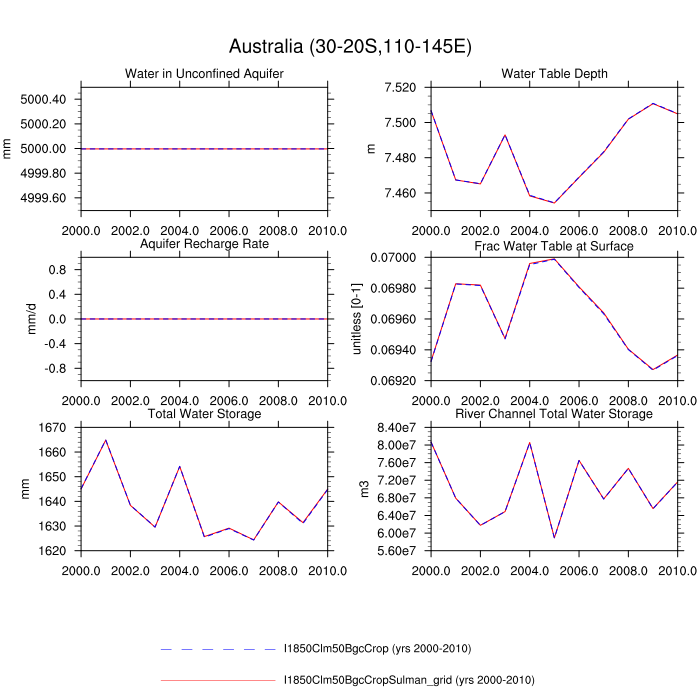 Australia (30-20S,110-145E)
Water in Unconfined Aquifer
Water Table Depth
5000.40
5000.20
5000.00
4999.80
4999.60
mm
2000.0 2002.0 2004.0 2006.0 2008.0 2010.0
7.520
7.500
7.480
7.460
m
2000.0 2002.0 2004.0 2006.0 2008.0 2010.0
Aquifer Recharge Rate
Frac Water Table at Surface
0.8
0.4
0.0
-0.4
-0.8
mm/d
2000.0 2002.0 2004.0 2006.0 2008.0 2010.0
0.07000
0.06980
0.06960
0.06940
0.06920
unitless [0-1]
2000.0 2002.0 2004.0 2006.0 2008.0 2010.0
Total Water Storage
River Channel Total Water Storage
1670
1660
1650
1640
1630
1620
mm
2000.0 2002.0 2004.0 2006.0 2008.0 2010.0
8.40e7
8.00e7
7.60e7
7.20e7
6.80e7
6.40e7
6.00e7
5.60e7
m3
2000.0 2002.0 2004.0 2006.0 2008.0 2010.0
I1850Clm50BgcCrop (yrs 2000-2010)
I1850Clm50BgcCropSulman_grid (yrs 2000-2010)